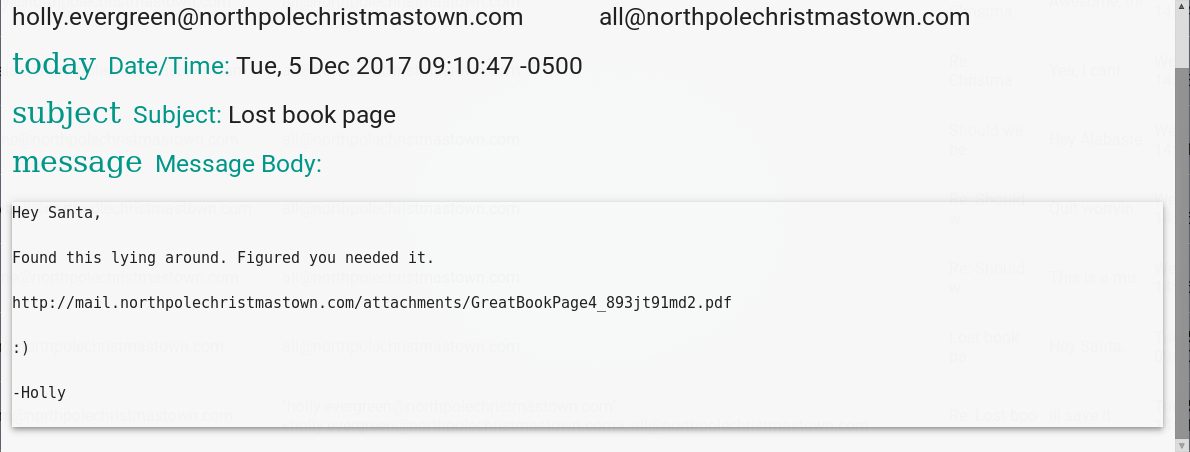 holly.evergreen@northpolechristmastown.com all@northpolechristmastown.com
today Date/Time: Tue, 5 Dec 2017 09:10:47 -0500
subject Subject: Lost book page
message Message Body:
Hey Santa,
Found this lying around. Figured you needed it.
http://mail.northpolechristmastown.com/attachments/GreatBookPage4_893jt91md2.pdf
:)
-Holly